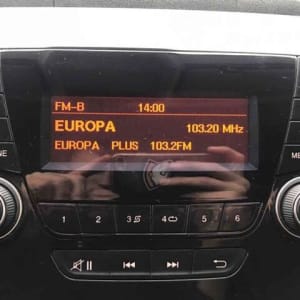 FM-B 14:00
EUROPA 103.20 MHz
EUROPA PLUS 103.2FM
1 2 3 4 5 6